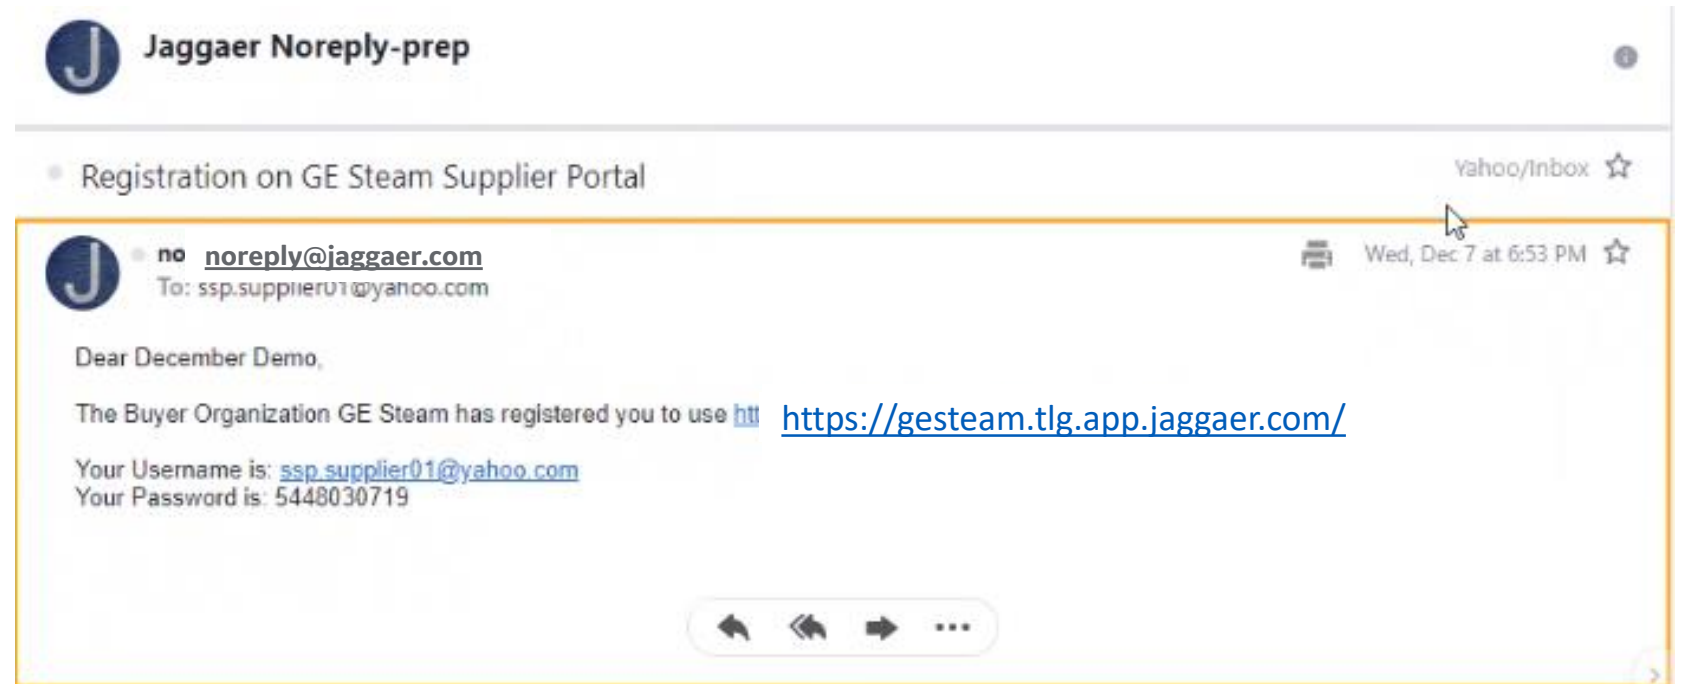 Jaggaer Noreply-prep
Registration on GE Steam Supplier Portal
Yahoo/Inbox
no noreply@jaggaer.com
Wed, Dec 7 at 6:53 PM
To: ssp.supplier01@yahoo.com
Dear December Demo,
The Buyer Organization GE Steam has registered you to use htt https://gesteam.tlg.app.jaggaer.com/
Your Username is: ssp.supplier01@yahoo.com
Your Password is: 5448030719